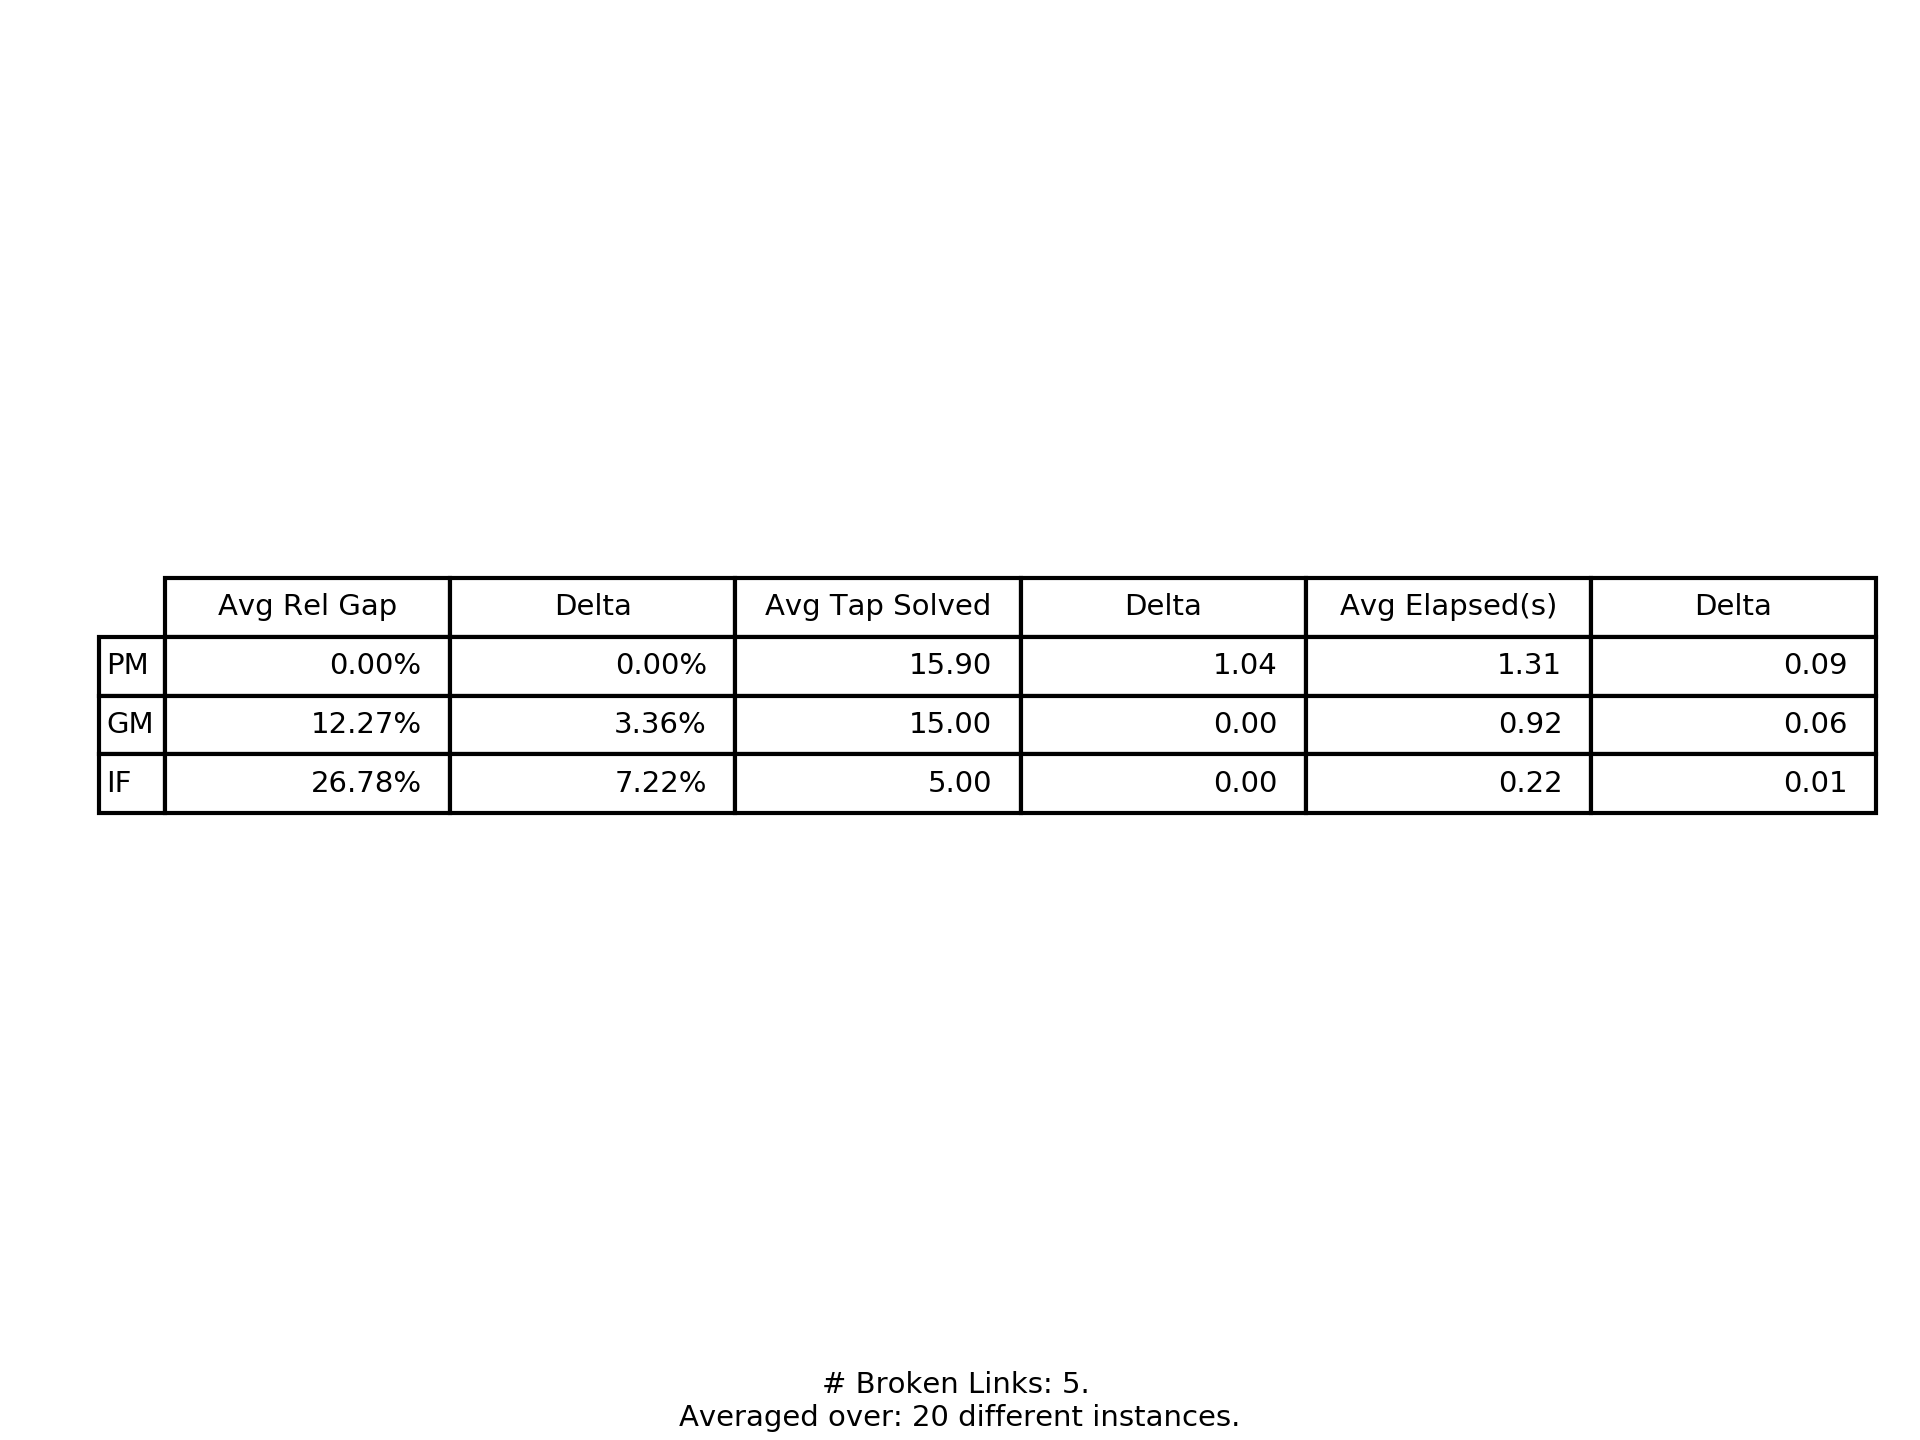 Avg Rel Gap Delta Avg Tap Solved Delta Avg Elapsed(s) Delta
PM 0.00% 0.00% 15.90 1.04 1.31 0.09
GM 12.27% 3.36% 15.00 0.00 0.92 0.06
IF 26.78% 7.22% 5.00 0.00 0.22 0.01
# Broken Links: 5.
Averaged over: 20 different instances.